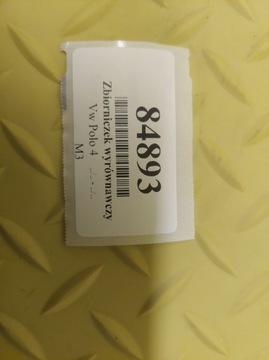 84893
Zbiorniczek wyrównawczy
Vw Polo 4 ...-...
M3